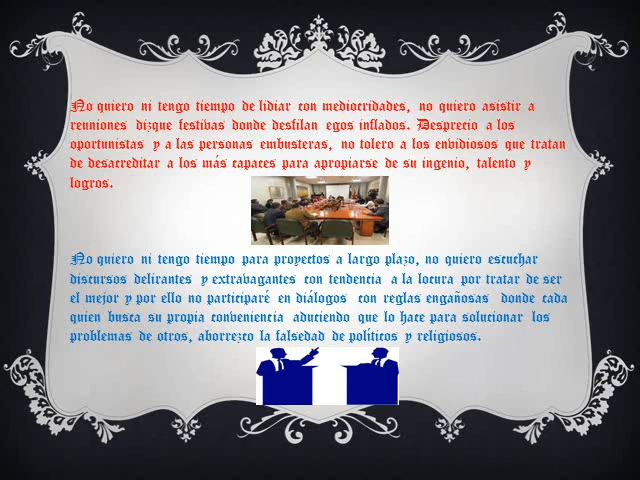 No quiero ni tengo tiempo de lidiar con mediocridades, no quiero asistir a
reuniones dizque festivas donde desfilan egos inflados. Desprecio a los
oportunistas y a las personas embusteras, no tolero a los envidiosos que tratan
de desacreditar a los más capaces para apropiarse de su ingenio, talento y
logros.
No quiero ni tengo tiempo para proyectos a largo plazo, no quiero escuchar
discursos delirantes y extravagantes con tendencia a la locura por tratar de ser
el mejor y por ello no participaré en diálogos con reglas engañosas donde cada
quien busca su propia conveniencia aduciendo que lo hace para solucionar los
problemas de otros, aborrezco la falsedad de políticos y religiosos.